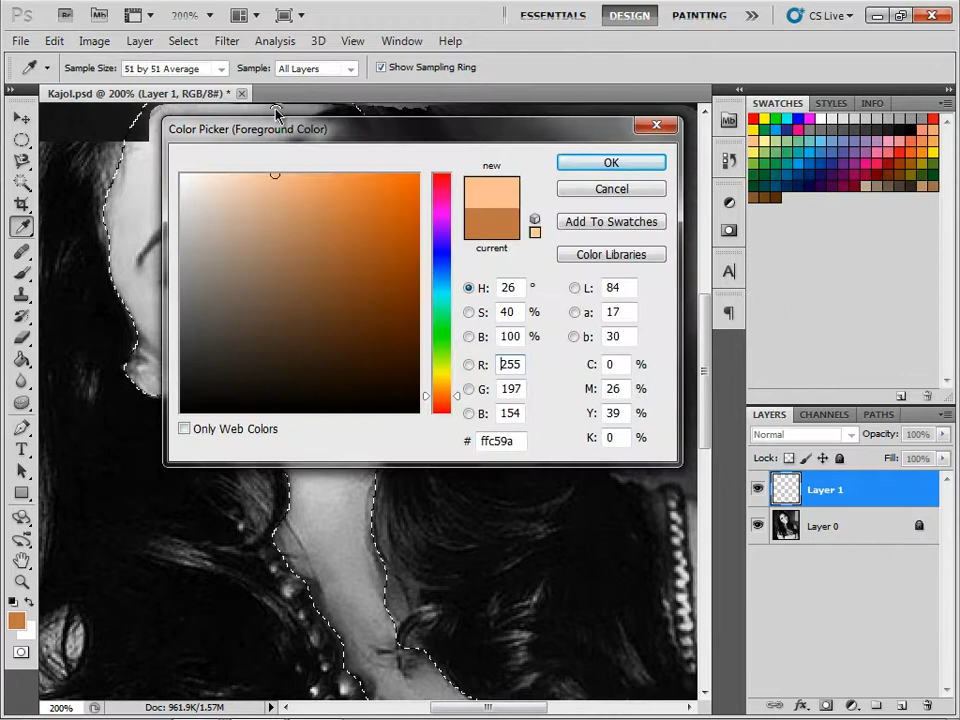 Ps Br Mb 200% ESSENTIALS DESIGN PAINTING CS Live
File Edit Image Layer Select Filter Analysis 3D View Window Help
Sample Size: 51 by 51 Average Sample: All Layers Show Sampling Ring
Kajol.psd @ 200% (Layer 1, RGB/8#) *
SWATCHES STYLES INFO
Mb
Color Picker (Foreground Color)
new
current
OK
Cancel
Add To Swatches
Color Libraries
H: 26 ° L: 84
S: 40 % a: 17
B: 100 % b: 30
R: 255 C: 0 %
G: 197 M: 26 %
B: 154 Y: 39 %
# ffc59a K: 0 %
Only Web Colors
LAYERS CHANNELS PATHS
Normal Opacity: 100%
Lock: Fill: 100%
Layer 1
Layer 0
200% Doc: 961.9K/1.57M